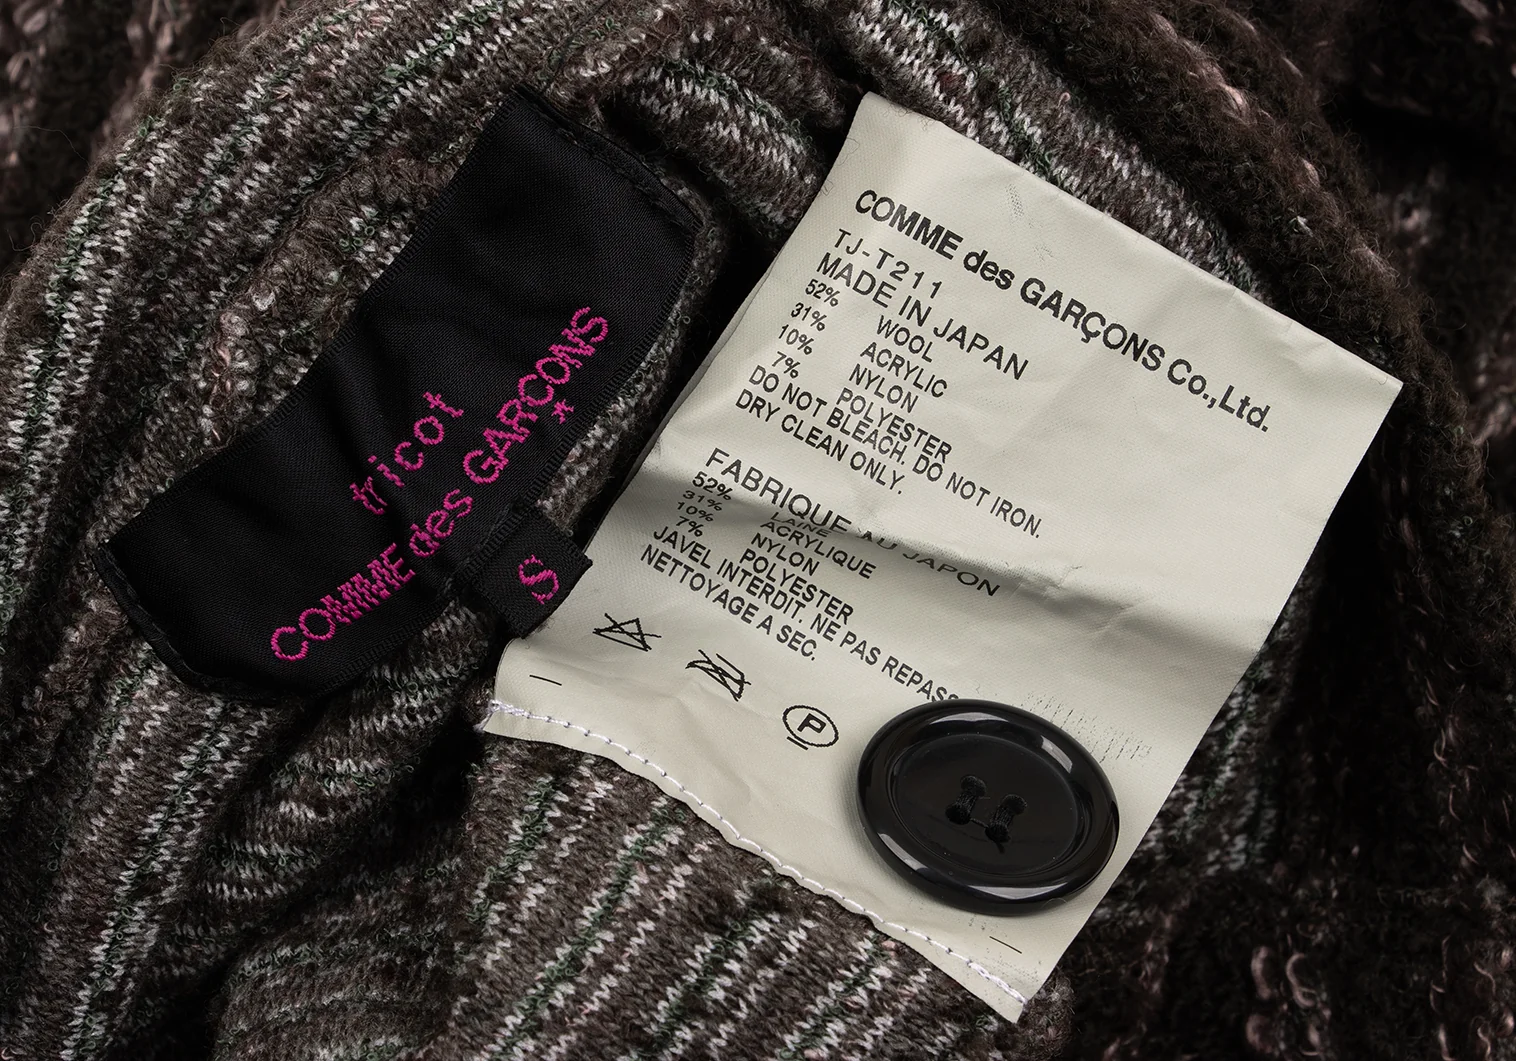 tricot
COMME des GARÇONS
*
S
COMME des GARÇONS Co.,Ltd.
TJ-T211
MADE IN JAPAN
52% WOOL
31% ACRYLIC
10% NYLON
7% POLYESTER
DO NOT BLEACH. DO NOT IRON.
DRY CLEAN ONLY.
FABRIQUE AU JAPON
52% LAINE
31% ACRYLIQUE
10% NYLON
7% POLYESTER
JAVEL INTERDIT. NE PAS REPASS
NETTOYAGE A SEC.
P